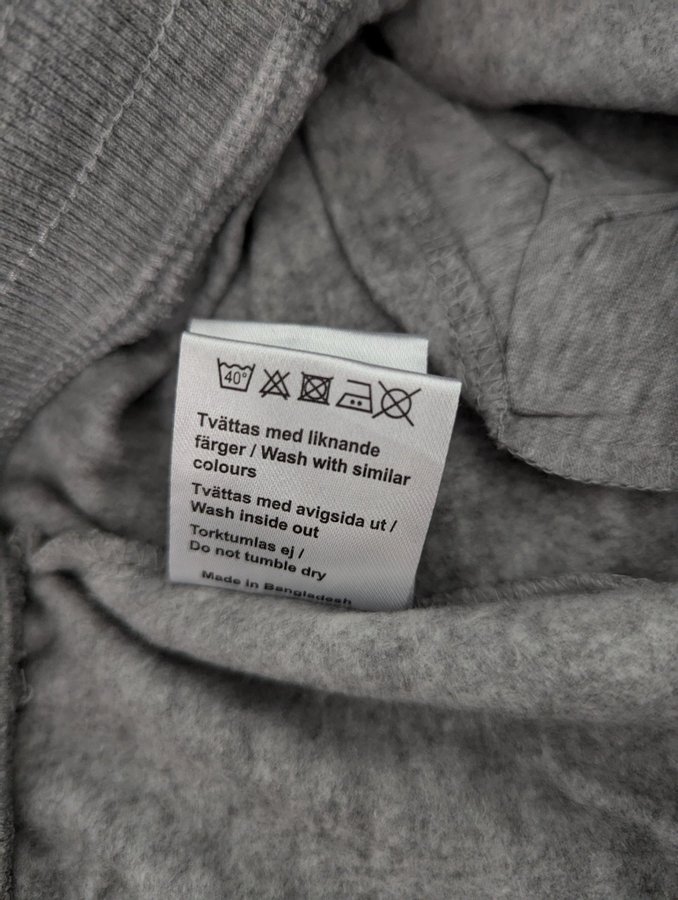 40°
Tvättas med liknande
färger / Wash with similar
colours
Tvättas med avigsida ut /
Wash inside out
Torktumlas ej /
Do not tumble dry
Made in Bangladesh